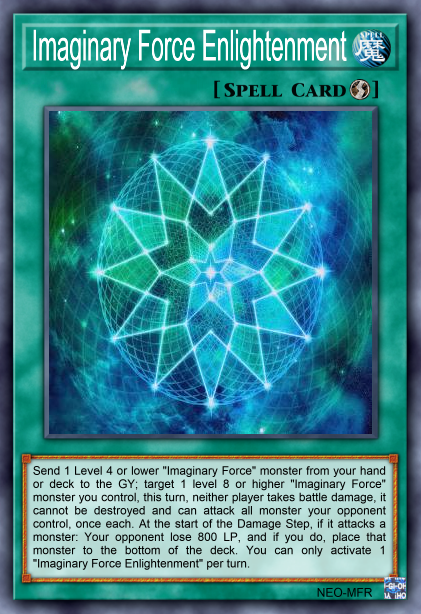 Imaginary Force Enlightenment
SPELL
魔
[SPELL CARD]
Send 1 Level 4 or lower "Imaginary Force" monster from your hand
or deck to the GY; target 1 level 8 or higher "Imaginary Force"
monster you control, this turn, neither player takes battle damage, it
cannot be destroyed and can attack all monster your opponent
control, once each. At the start of the Damage Step, if it attacks a
monster: Your opponent lose 800 LP, and if you do, place that
monster to the bottom of the deck. You can only activate 1
"Imaginary Force Enlightenment" per turn.
NEO-MFR